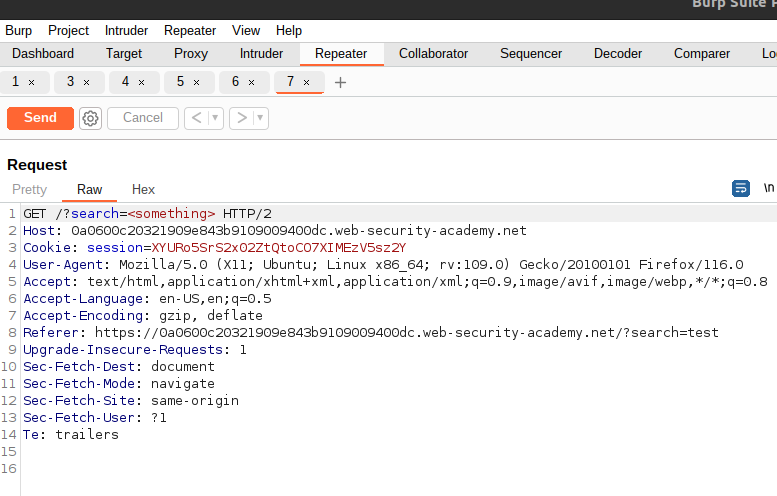 Burp Suite
Burp Project Intruder Repeater View Help
Dashboard Target Proxy Intruder Repeater Collaborator Sequencer Decoder Comparer
1 × 3 × 4 × 5 × 6 × 7 × +
Send Cancel < ▼ > ▼
Request
Pretty Raw Hex \n
1 GET /?search=<something> HTTP/2
2 Host: 0a0600c20321909e843b9109009400dc.web-security-academy.net
3 Cookie: session=XYURo5SrS2x02ZtQtoCO7XIMEzV5sz2Y
4 User-Agent: Mozilla/5.0 (X11; Ubuntu; Linux x86_64; rv:109.0) Gecko/20100101 Firefox/116.0
5 Accept: text/html,application/xhtml+xml,application/xml;q=0.9,image/avif,image/webp,*/*;q=0.8
6 Accept-Language: en-US,en;q=0.5
7 Accept-Encoding: gzip, deflate
8 Referer: https://0a0600c20321909e843b9109009400dc.web-security-academy.net/?search=test
9 Upgrade-Insecure-Requests: 1
10 Sec-Fetch-Dest: document
11 Sec-Fetch-Mode: navigate
12 Sec-Fetch-Site: same-origin
13 Sec-Fetch-User: ?1
14 Te: trailers
15
16